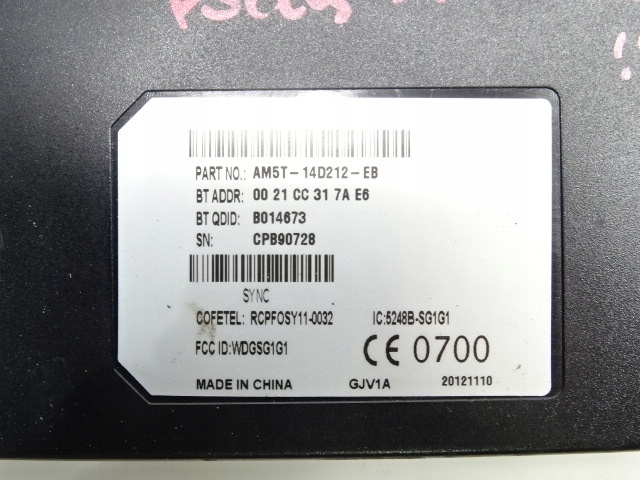 PART NO.: AM5T-14D212-EB
BT ADDR: 00 21 CC 31 7A E6
BT QDID: B014673
SN: CPB90728
SYNC
COFETEL: RCPFOSY11-0032 IC:5248B-SG1G1
FCC ID:WDGSG1G1 CE 0700
MADE IN CHINA GJV1A 20121110